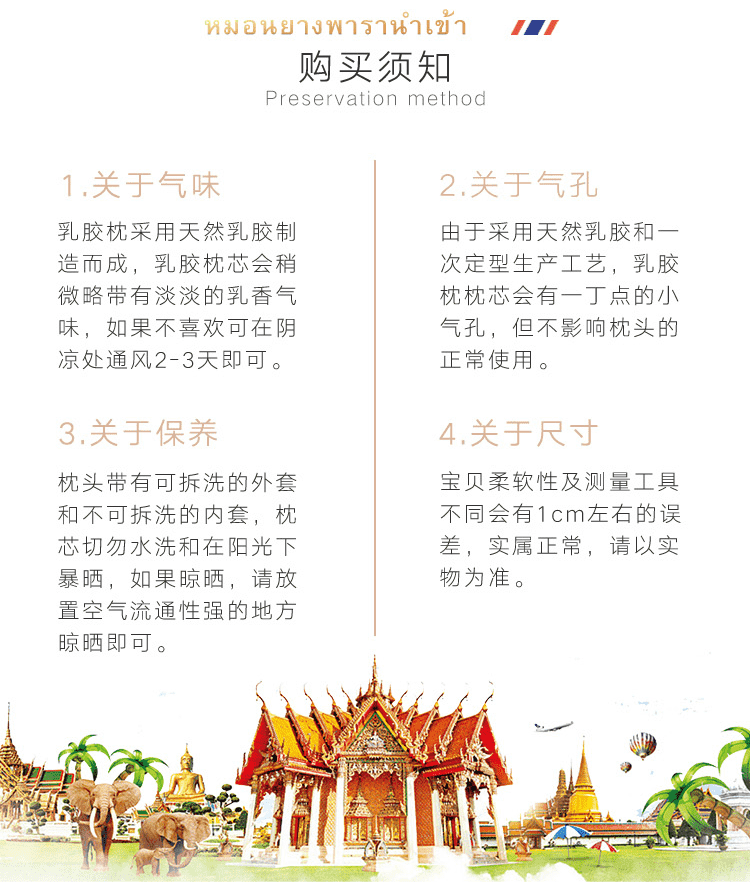 หมอนยางพารานำเข้า
购买须知
Preservation method
1.关于气味
乳胶枕采用天然乳胶制
造而成，乳胶枕芯会稍
微略带有淡淡的乳香气
味，如果不喜欢可在阴
凉处通风2-3天即可。
2.关于气孔
由于采用天然乳胶和一
次定型生产工艺，乳胶
枕枕芯会有一丁点的小
气孔，但不影响枕头的
正常使用。
3.关于保养
枕头带有可拆洗的外套
和不可拆洗的内套，枕
芯切勿水洗和在阳光下
暴晒，如果晾晒，请放
置空气流通性强的地方
晾晒即可。
4.关于尺寸
宝贝柔软性及测量工具
不同会有1cm左右的误
差，实属正常，请以实
物为准。